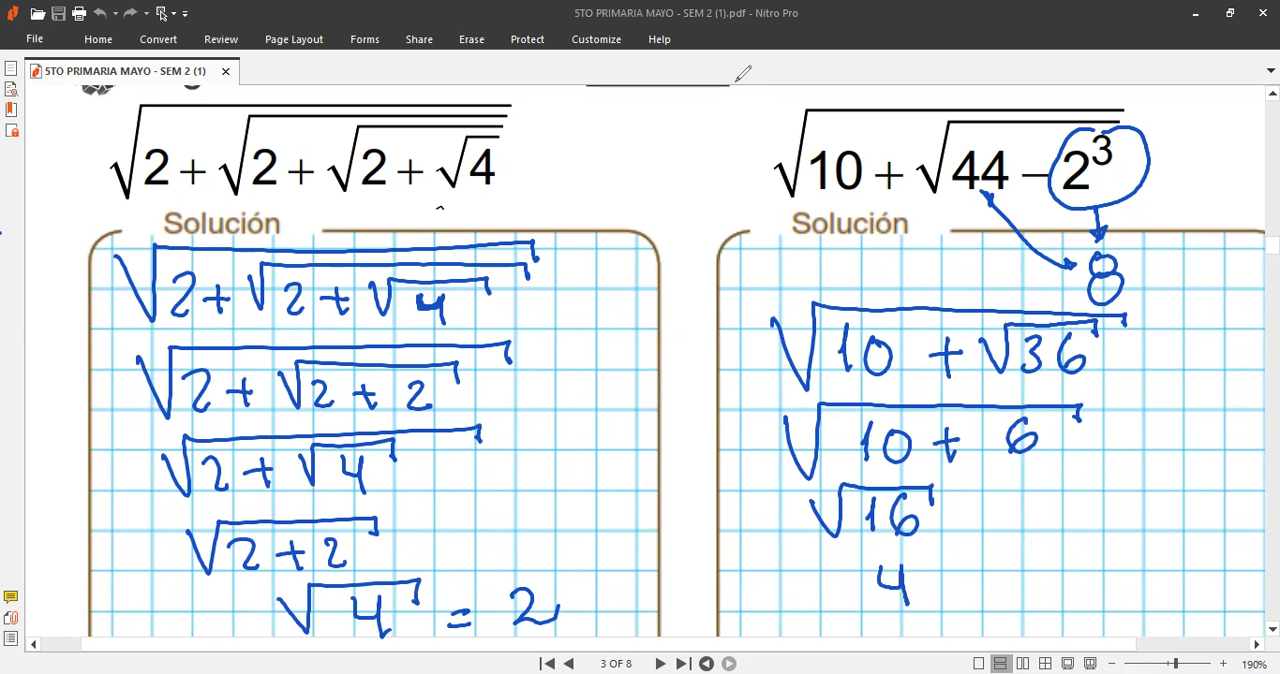 5TO PRIMARIA MAYO - SEM 2 (1).pdf - Nitro Pro
File Home Convert Review Page Layout Forms Share Erase Protect Customize Help
5TO PRIMARIA MAYO - SEM 2 (1)
√(2 + √(2 + √(2 + √4)))
Solución
√(2 + √(2 + √4))
√(2 + √(2 + 2))
√(2 + √4)
√(2 + 2)
√4 = 2
√(10 + √(44 − 2³))
Solución
8
√(10 + √36)
√(10 + 6)
√16
4
3 OF 8
190%